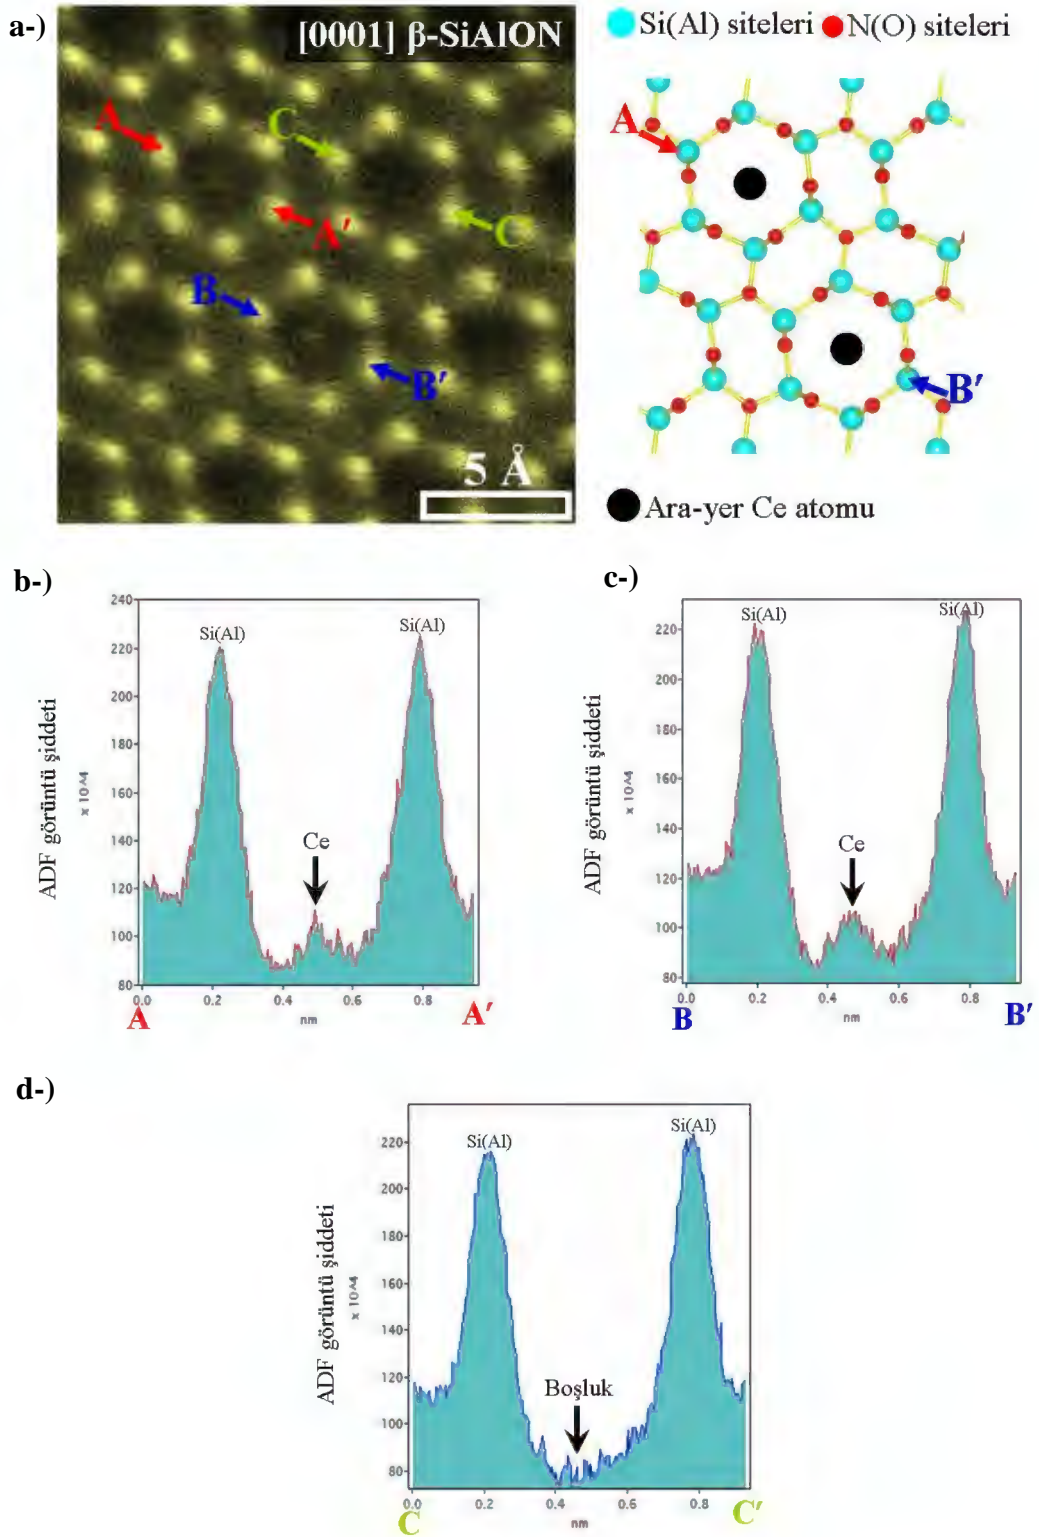 a-)
[0001] β-SiAlON
Si(Al) siteleri
N(O) siteleri
A
C
A
A′
C
B
B′
B′
5 Å
Ara-yer Ce atomu
b-)
c-)
240
220
200
180
160
140
120
100
80
ADF görüntü şiddeti
x 10^4
Si(Al)
Si(Al)
Ce
0.0
0.2
0.4
0.6
0.8
nm
A
A′
220
200
180
160
140
120
100
80
ADF görüntü şiddeti
x 10^4
Si(Al)
Si(Al)
Ce
0.0
0.2
0.4
0.6
0.8
nm
B
B′
d-)
220
200
180
160
140
120
100
80
ADF görüntü şiddeti
x 10^4
Si(Al)
Si(Al)
Boşluk
0.0
0.2
0.4
0.6
0.8
nm
C
C′